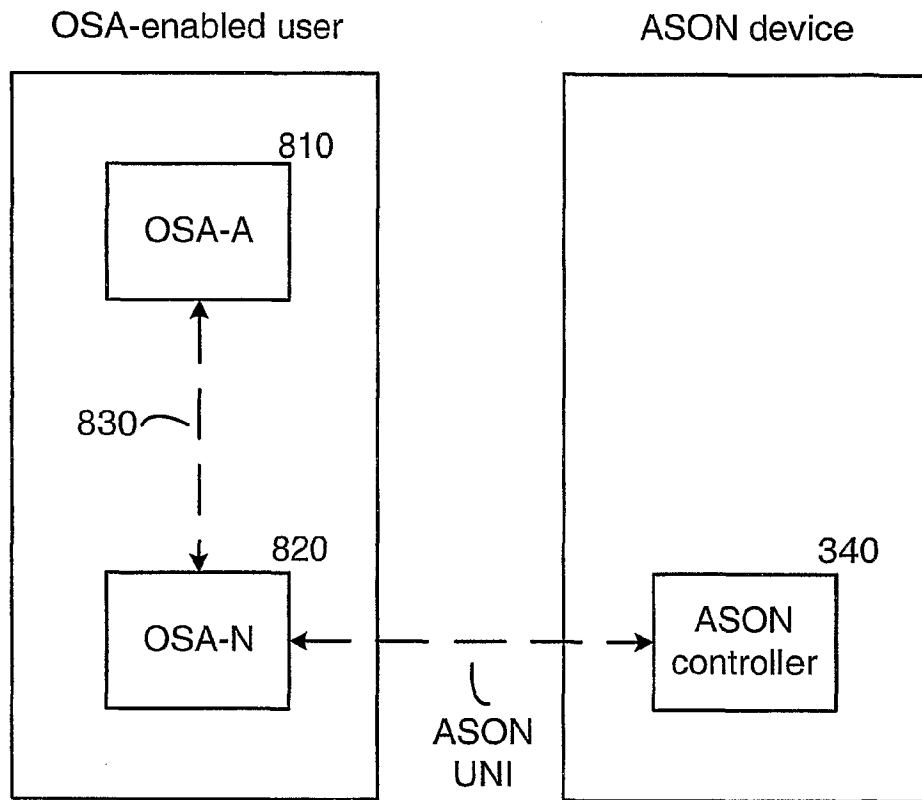 OSA-enabled user
ASON device
810
OSA-A
830
820
OSA-N
340
ASON
controller
ASON
UNI